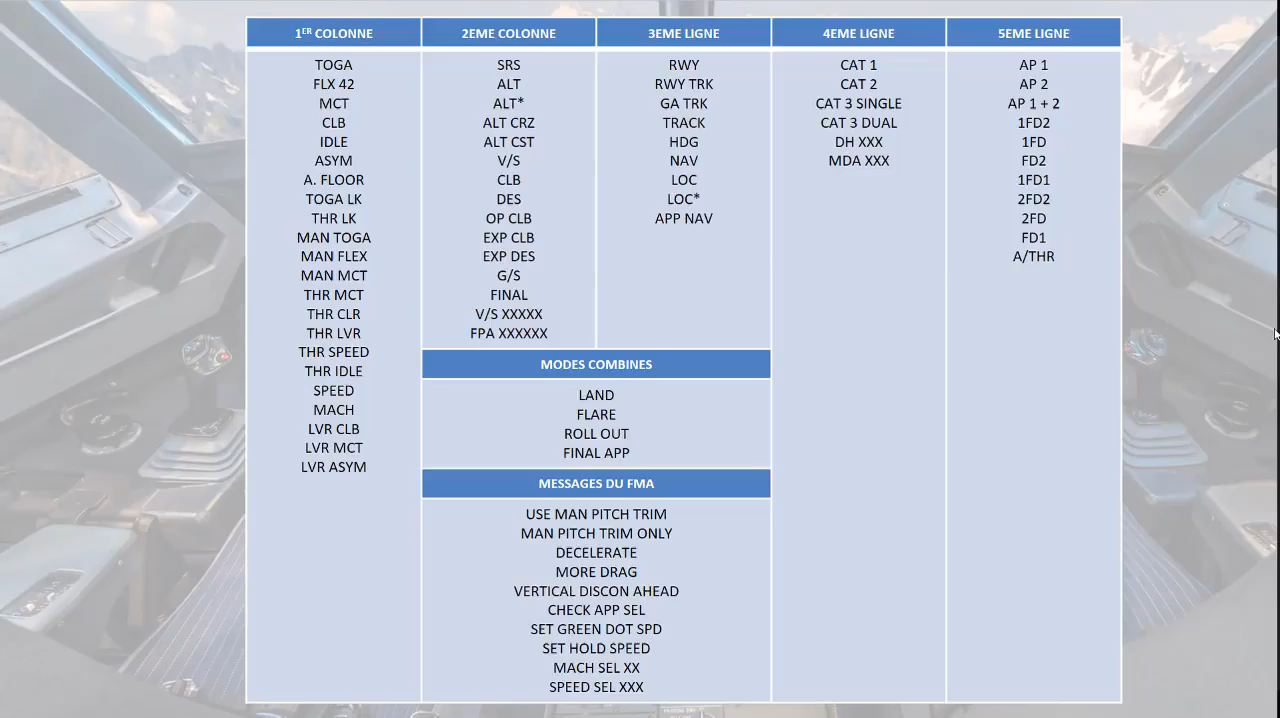 1ER COLONNE
TOGA
FLX 42
MCT
CLB
IDLE
ASYM
A. FLOOR
TOGA LK
THR LK
MAN TOGA
MAN FLEX
MAN MCT
THR MCT
THR CLR
THR LVR
THR SPEED
THR IDLE
SPEED
MACH
LVR CLB
LVR MCT
LVR ASYM
2EME COLONNE
SRS
ALT
ALT*
ALT CRZ
ALT CST
V/S
CLB
DES
OP CLB
EXP CLB
EXP DES
G/S
FINAL
V/S XXXXX
FPA XXXXXX
3EME LIGNE
RWY
RWY TRK
GA TRK
TRACK
HDG
NAV
LOC
LOC*
APP NAV
MODES COMBINES
LAND
FLARE
ROLL OUT
FINAL APP
MESSAGES DU FMA
USE MAN PITCH TRIM
MAN PITCH TRIM ONLY
DECELERATE
MORE DRAG
VERTICAL DISCON AHEAD
CHECK APP SEL
SET GREEN DOT SPD
SET HOLD SPEED
MACH SEL XX
SPEED SEL XXX
4EME LIGNE
CAT 1
CAT 2
CAT 3 SINGLE
CAT 3 DUAL
DH XXX
MDA XXX
5EME LIGNE
AP 1
AP 2
AP 1 + 2
1FD2
1FD
FD2
1FD1
2FD2
2FD
FD1
A/THR